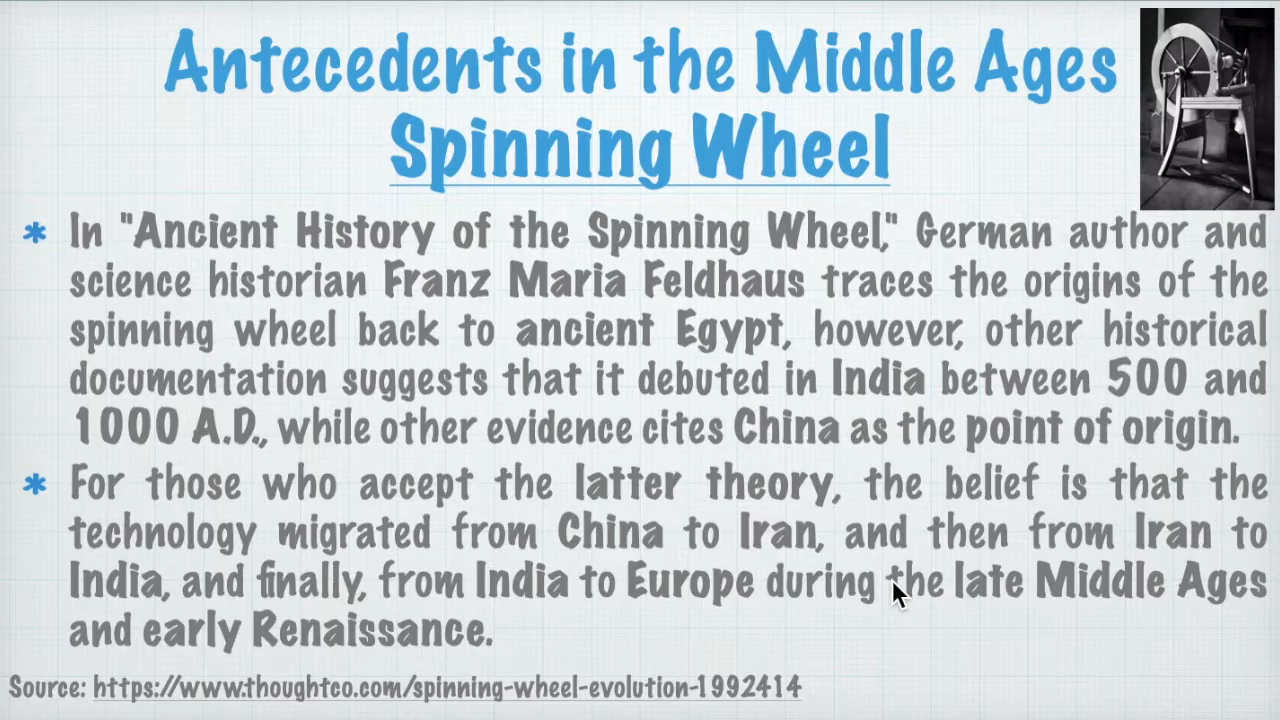 Antecedents in the Middle Ages
Spinning Wheel
* In "Ancient History of the Spinning Wheel," German author and
science historian Franz Maria Feldhaus traces the origins of the
spinning wheel back to ancient Egypt, however, other historical
documentation suggests that it debuted in India between 500 and
1000 A.D., while other evidence cites China as the point of origin.
* For those who accept the latter theory, the belief is that the
technology migrated from China to Iran, and then from Iran to
India, and finally, from India to Europe during the late Middle Ages
and early Renaissance.
Source: https://www.thoughtco.com/spinning-wheel-evolution-1992414